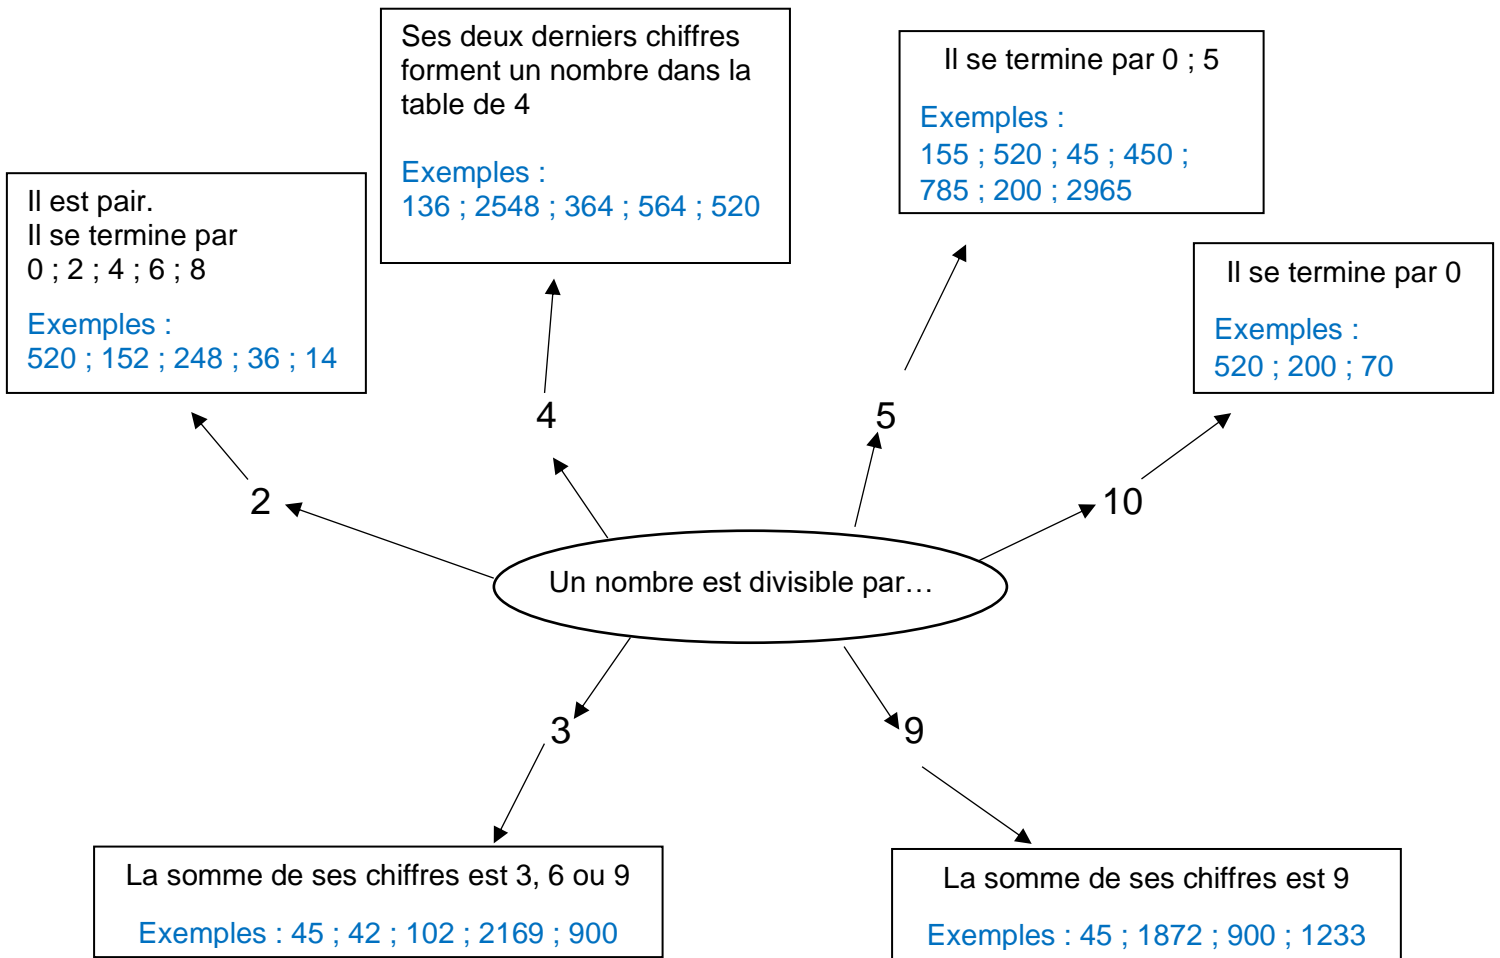 Ses deux derniers chiffres
forment un nombre dans la
table de 4
Exemples :
136 ; 2548 ; 364 ; 564 ; 520
Il se termine par 0 ; 5
Exemples :
155 ; 520 ; 45 ; 450 ;
785 ; 200 ; 2965
Il est pair.
Il se termine par
0 ; 2 ; 4 ; 6 ; 8
Exemples :
520 ; 152 ; 248 ; 36 ; 14
Il se termine par 0
Exemples :
520 ; 200 ; 70
4
5
2
10
Un nombre est divisible par…
3
9
La somme de ses chiffres est 3, 6 ou 9
Exemples : 45 ; 42 ; 102 ; 2169 ; 900
La somme de ses chiffres est 9
Exemples : 45 ; 1872 ; 900 ; 1233